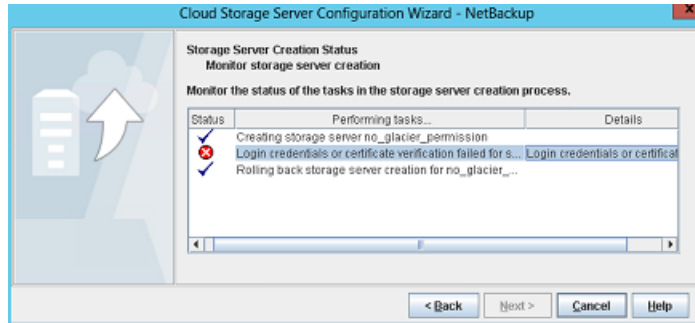 Cloud Storage Server Configuration Wizard - NetBackup
Storage Server Creation Status
Monitor storage server creation
Monitor the status of the tasks in the storage server creation process.
Status Performing tasks... Details
Creating storage server no_glacier_permission
Login credentials or certificate verification failed for s... Login credentials or certificat
Rolling back storage server creation for no_glacier_...
< Back Next > Cancel Help